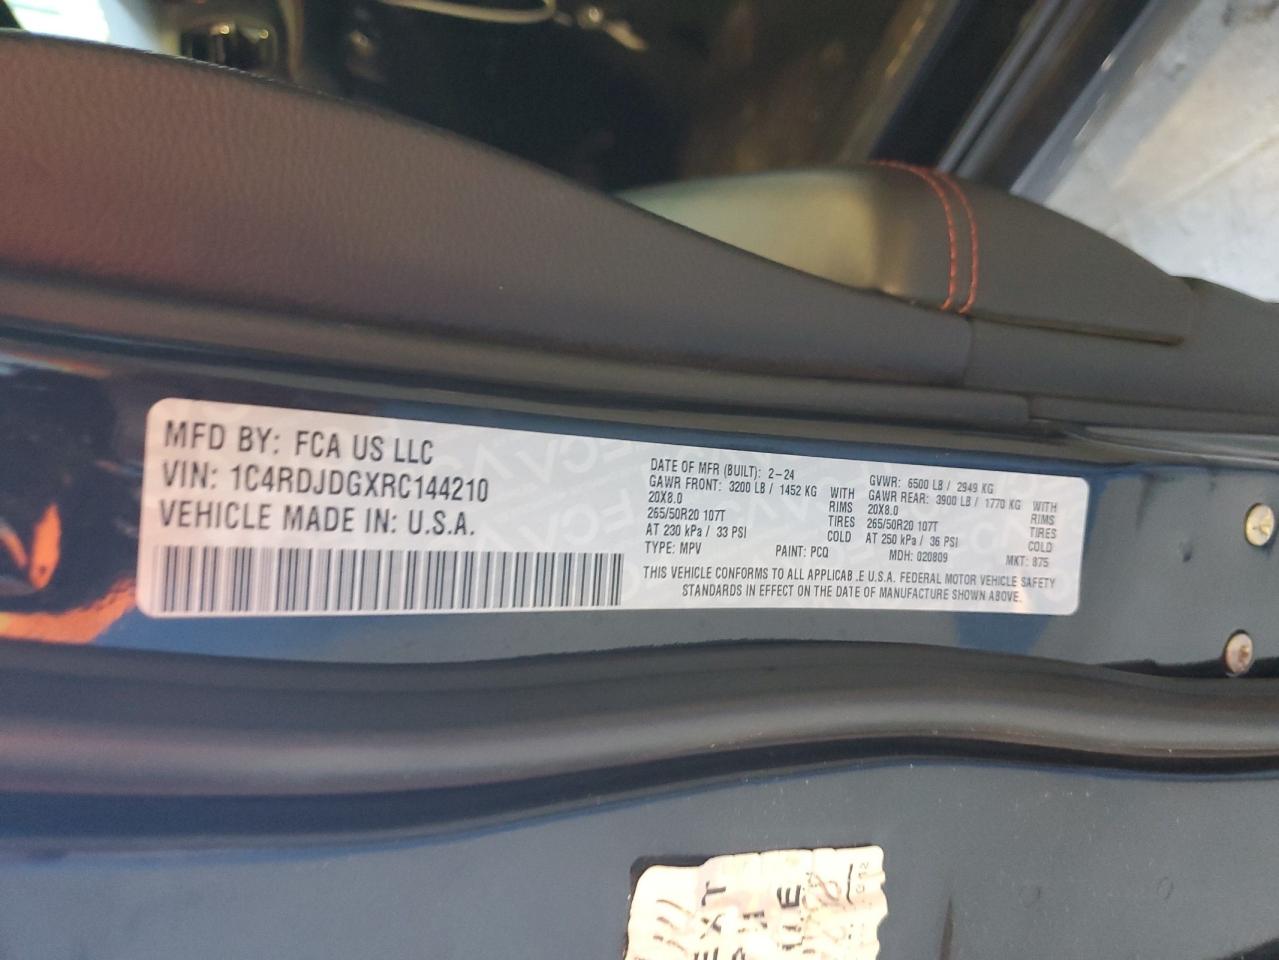 MFD BY: FCA US LLC
VIN: 1C4RDJDGXRC144210
VEHICLE MADE IN: U.S.A.
DATE OF MFR (BUILT): 2-24
GAWR FRONT: 3200 LB / 1452 KG WITH
20X8.0 RIMS
265/50R20 107T TIRES
AT 230 kPa / 33 PSI COLD
GVWR: 6500 LB / 2949 KG
GAWR REAR: 3900 LB / 1770 KG WITH
20X8.0 RIMS
265/50R20 107T TIRES
AT 250 kPa / 36 PSI COLD
TYPE: MPV PAINT: PCQ MDH: 020809 MKT: 875
THIS VEHICLE CONFORMS TO ALL APPLICAB.E U.S.A. FEDERAL MOTOR VEHICLE SAFETY
STANDARDS IN EFFECT ON THE DATE OF MANUFACTURE SHOWN ABOVE.